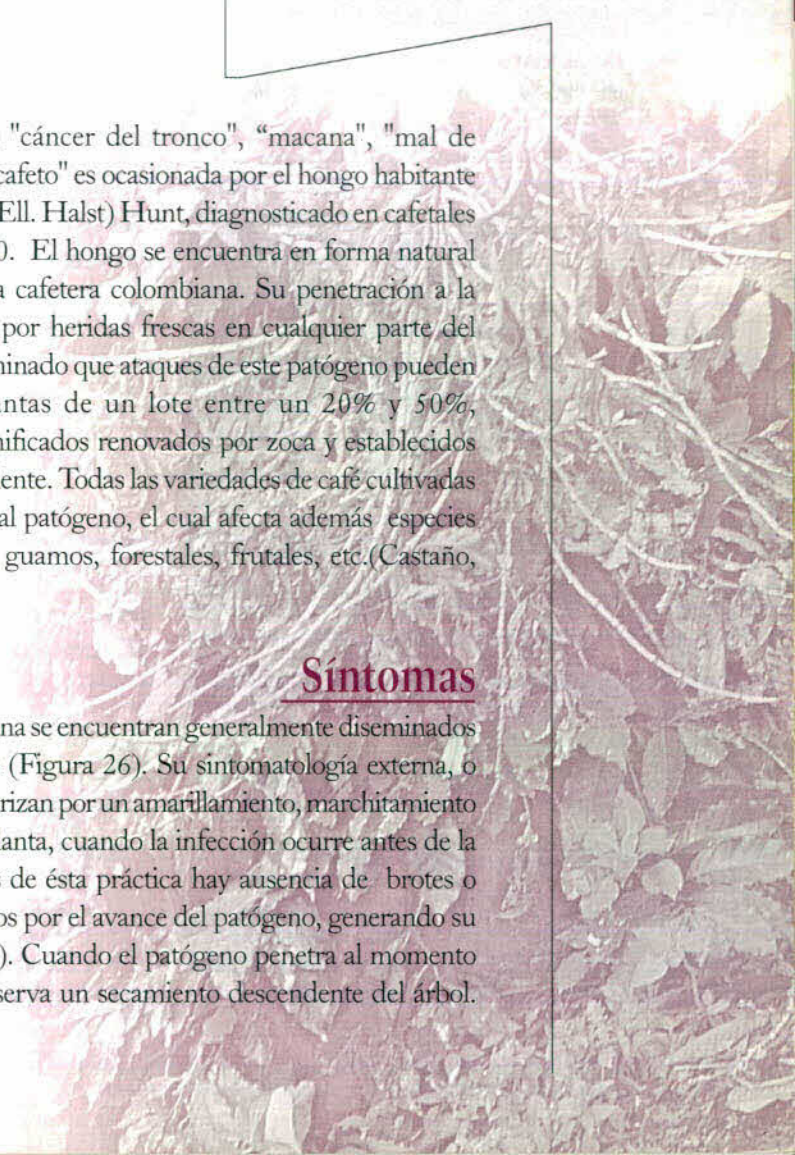 "cáncer del tronco", “macana", "mal de
cafeto" es ocasionada por el hongo habitante
Ell. Halst) Hunt, diagnosticado en cafetales
0. El hongo se encuentra en forma natural
a cafetera colombiana. Su penetración a la
por heridas frescas en cualquier parte del
minado que ataques de este patógeno pueden
antas de un lote entre un 20% y 50%,
nificados renovados por zoca y establecidos
ente. Todas las variedades de café cultivadas
al patógeno, el cual afecta además especies
guamos, forestales, frutales, etc.(Castaño,
Síntomas
na se encuentran generalmente diseminados
(Figura 26). Su sintomatología externa, o
rizan por un amarillamiento, marchitamiento
lanta, cuando la infección ocurre antes de la
s de ésta práctica hay ausencia de brotes o
os por el avance del patógeno, generando su
). Cuando el patógeno penetra al momento
serva un secamiento descendente del árbol.